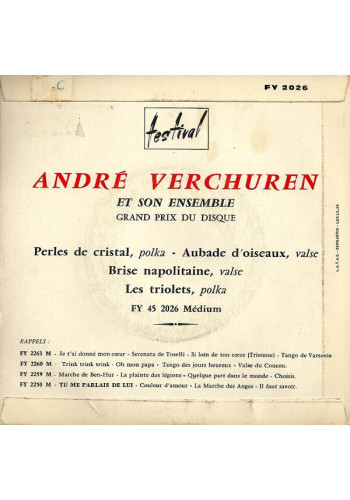 C
FY 2026
festival
ANDRÉ VERCHUREN
ET SON ENSEMBLE
GRAND PRIX DU DISQUE
Perles de cristal, polka - Aubade d'oiseaux, valse
Brise napolitaine, valse
Les triolets, polka
FY 45 2026 Médium
RAPPELS :
FY 2265 M - Je t'ai donné mon cœur - Serenata de Toselli - Si loin de ton cœur (Tristesse) - Tango de Varsovie
FY 2260 M - Trink trink trink - Oh mon papa - Tango des jours heureux - Valse du Coucou.
FY 2259 M - Marche de Ben-Hur - La plainte des légions - Quelque part dans le monde - Choisis.
FY 2250 M - TU ME PARLAIS DE LUI - Couleur d'amour - La Marche des Anges - Il faut savoir.